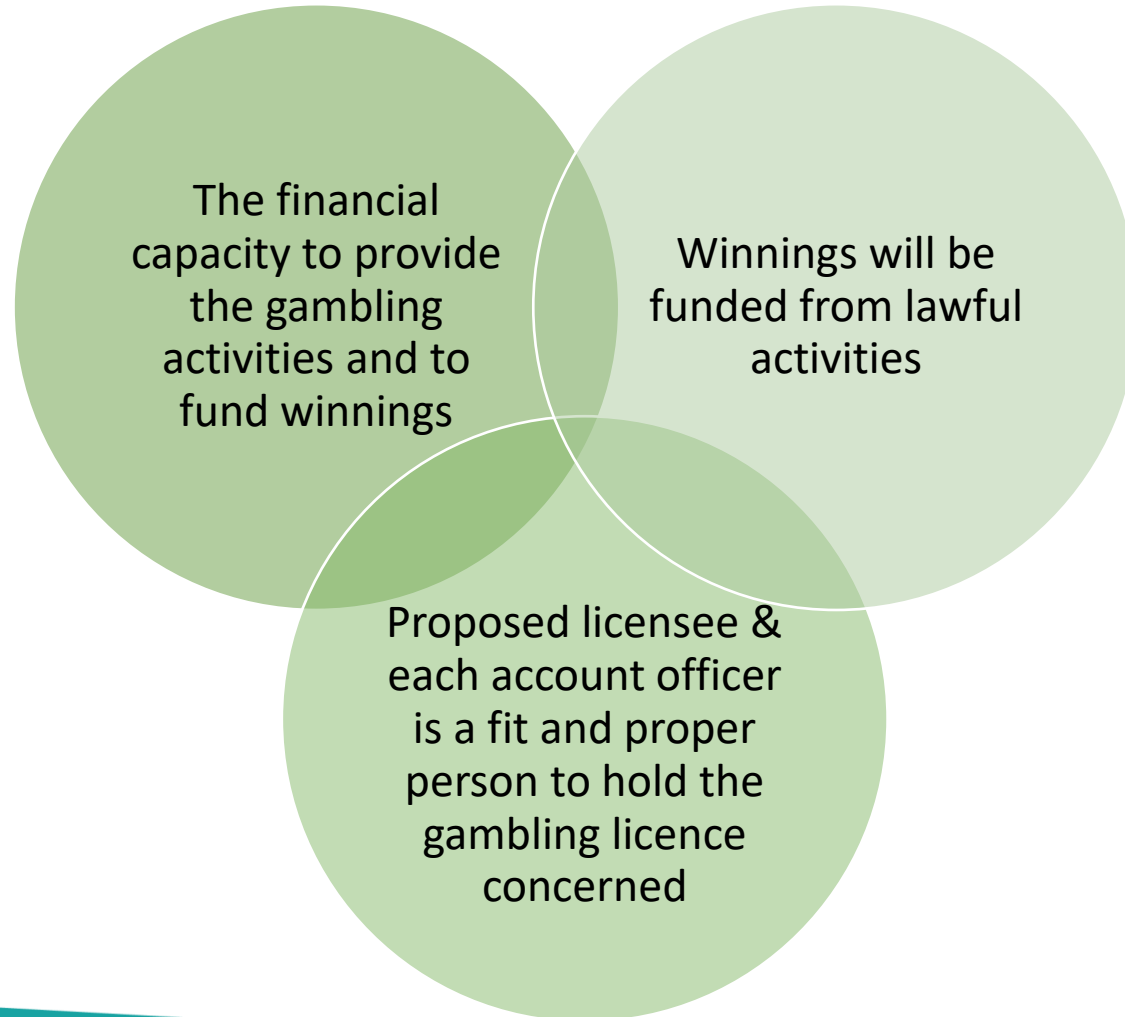 The financial
capacity to provide
the gambling
activities and to
fund winnings
Winnings will be
funded from lawful
activities
Proposed licensee &
each account officer
is a fit and proper
person to hold the
gambling licence
concerned